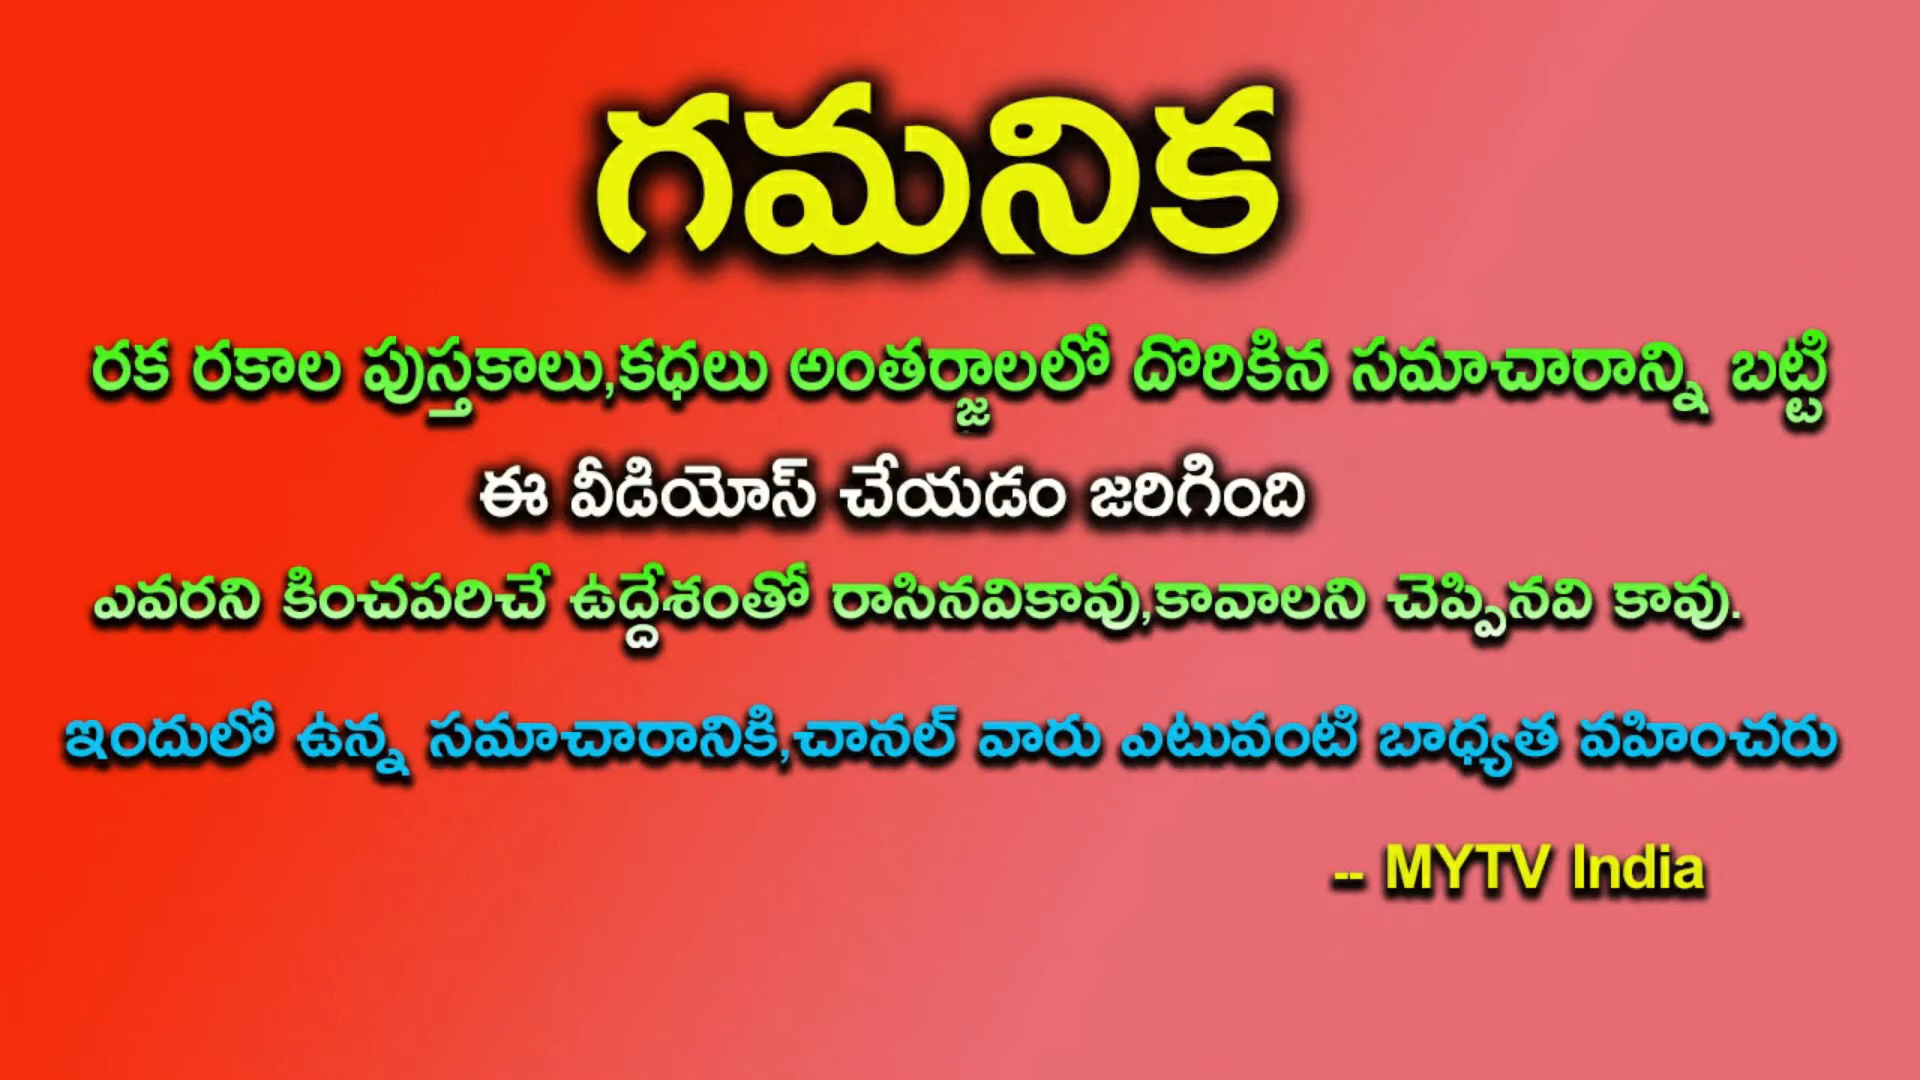 గమనిక
రక రకాల పుస్తకాలు,కధలు అంతర్జాలలో దొరికిన సమాచారాన్ని బట్టి
ఈ వీడియోస్ చేయడం జరిగింది
ఎవరని కించపరిచే ఉద్దేశంతో రాసినవికావు,కావాలని చెప్పినవి కావు.
ఇందులో ఉన్న సమాచారానికి,చానల్ వారు ఎటువంటి బాధ్యత వహించరు
-- MYTV India